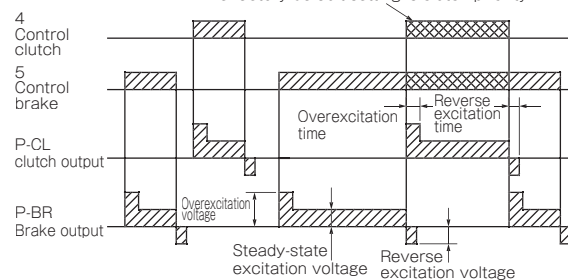 4
Control
clutch
5
Control
brake
Overexcitation
time
Reverse
excitation
time
P-CL
clutch output
Overexcitation
voltage
P-BR
Brake output
Steady-state
excitation voltage
Reverse
excitation voltage